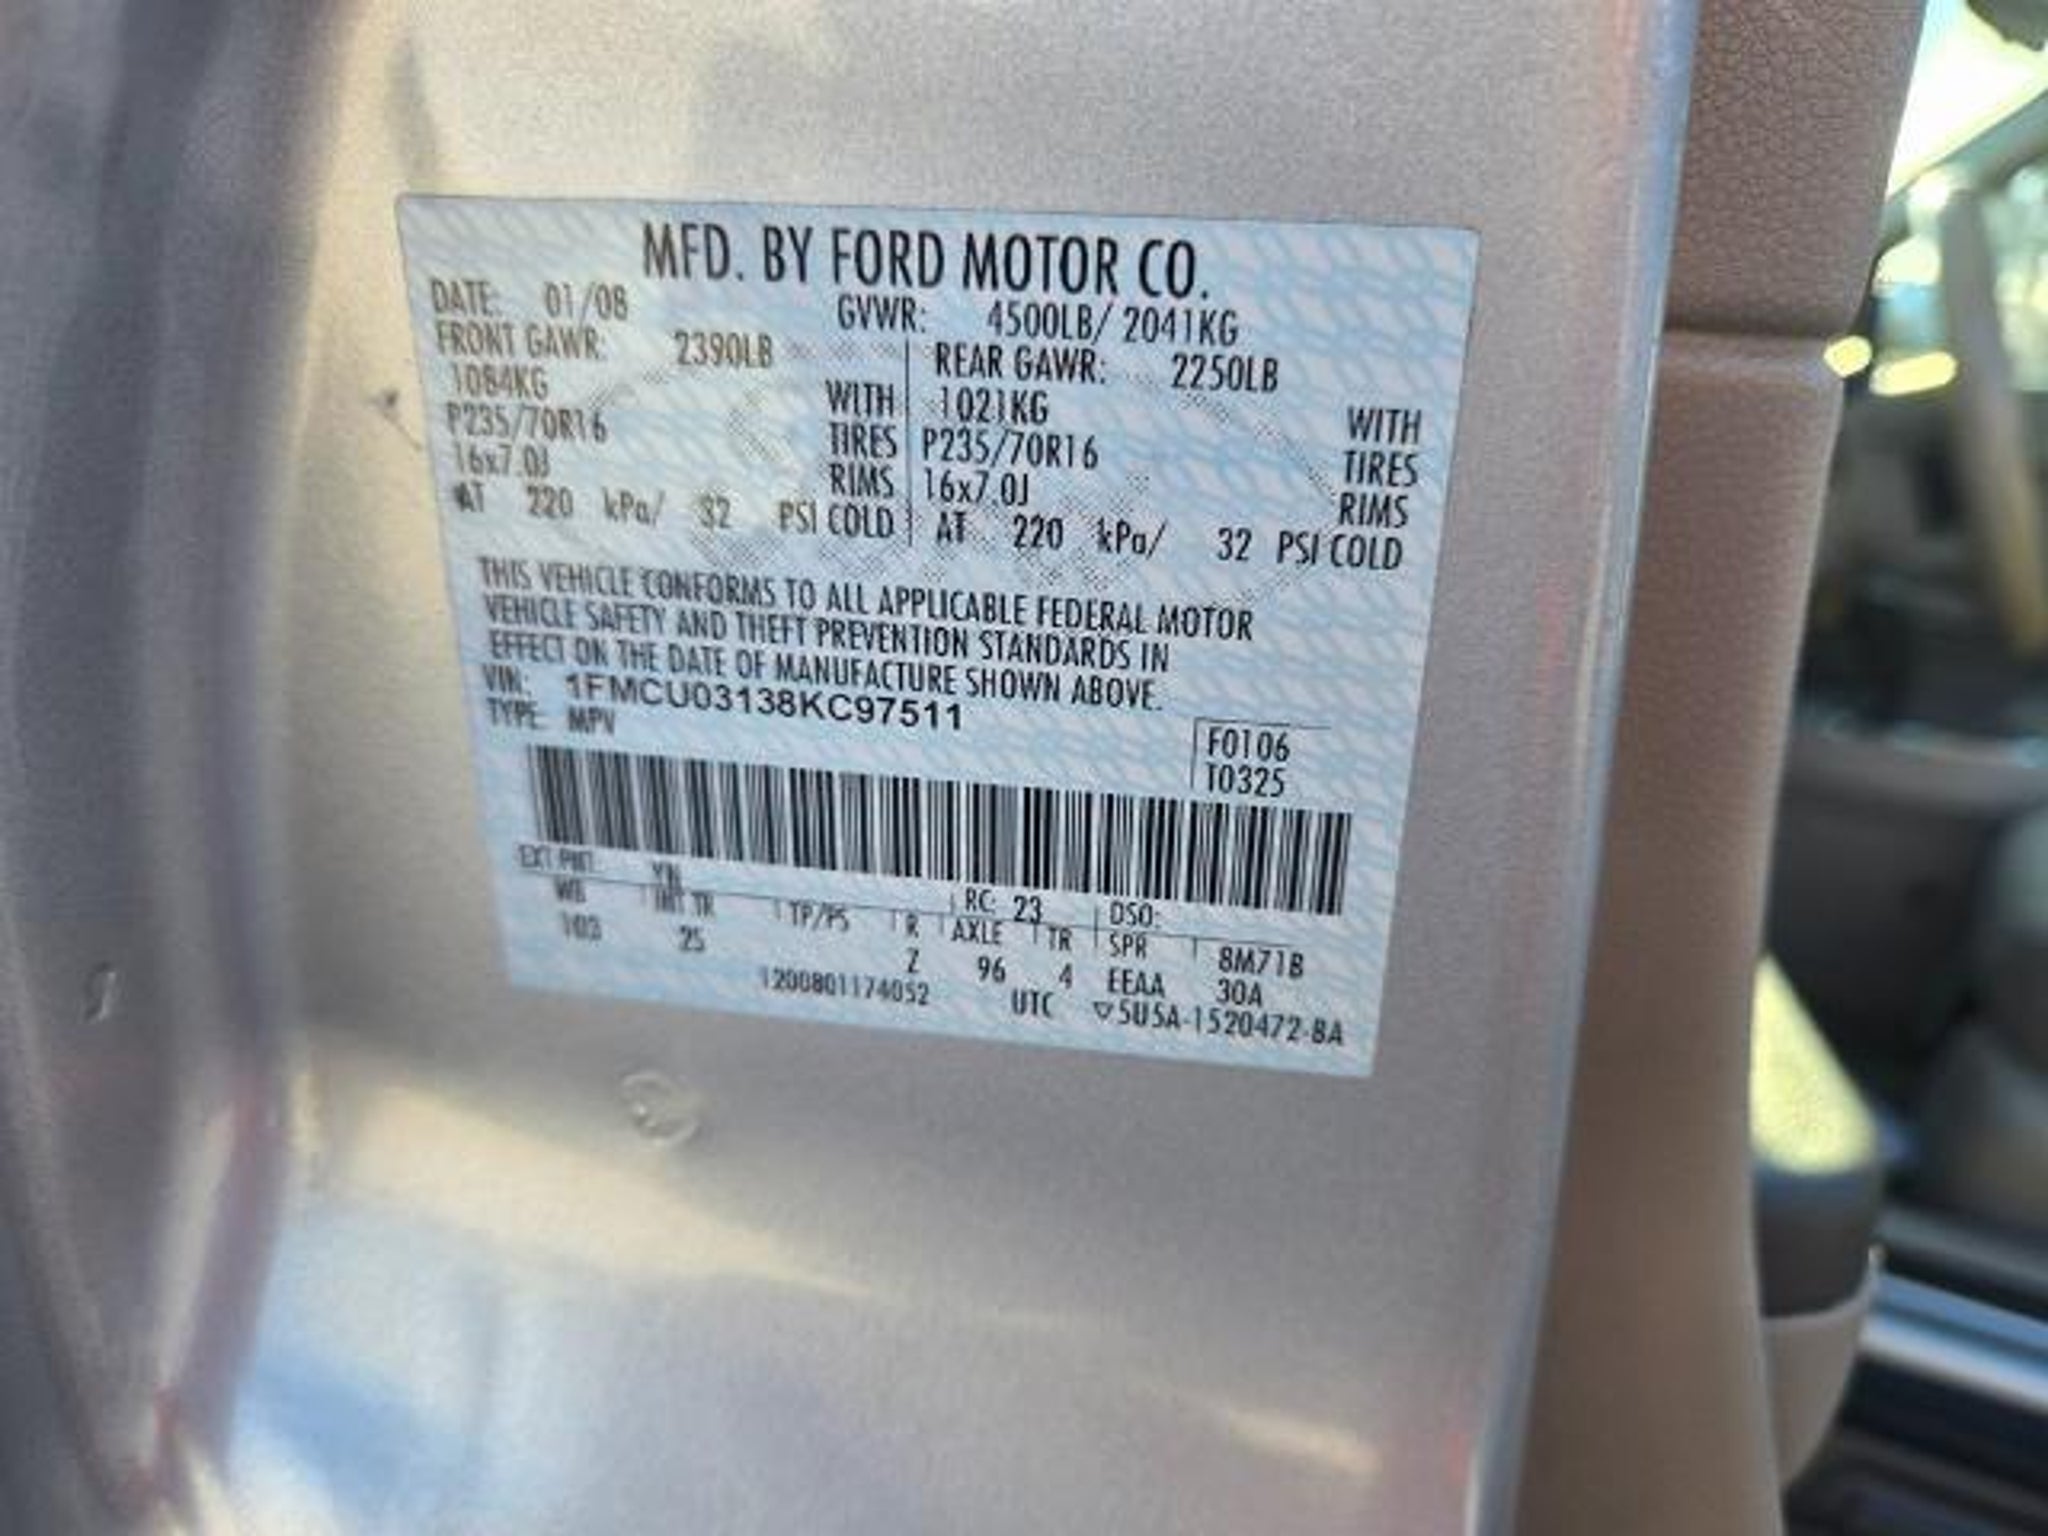 MFD. BY FORD MOTOR CO.
DATE: 01/08 GVWR: 4500LB/ 2041KG
FRONT GAWR: 2390LB REAR GAWR: 2250LB
1084KG WITH 1021KG WITH
P235/70R16 TIRES P235/70R16 TIRES
16x7.0J RIMS 16x7.0J RIMS
AT 220 kPa/ 32 PSI COLD AT 220 kPa/ 32 PSI COLD
THIS VEHICLE CONFORMS TO ALL APPLICABLE FEDERAL MOTOR
VEHICLE SAFETY AND THEFT PREVENTION STANDARDS IN
EFFECT ON THE DATE OF MANUFACTURE SHOWN ABOVE.
VIN: 1FMCU03138KC97511
TYPE: MPV F0106
T0325
EXT PNT: RC: 23 DSO:
WB INT TR TP/PS R AXLE TR SPR 8M71B
103 25 Z 96 4 EEAA 30A
1200801174052 UTC ▽5U5A-1520472-BA